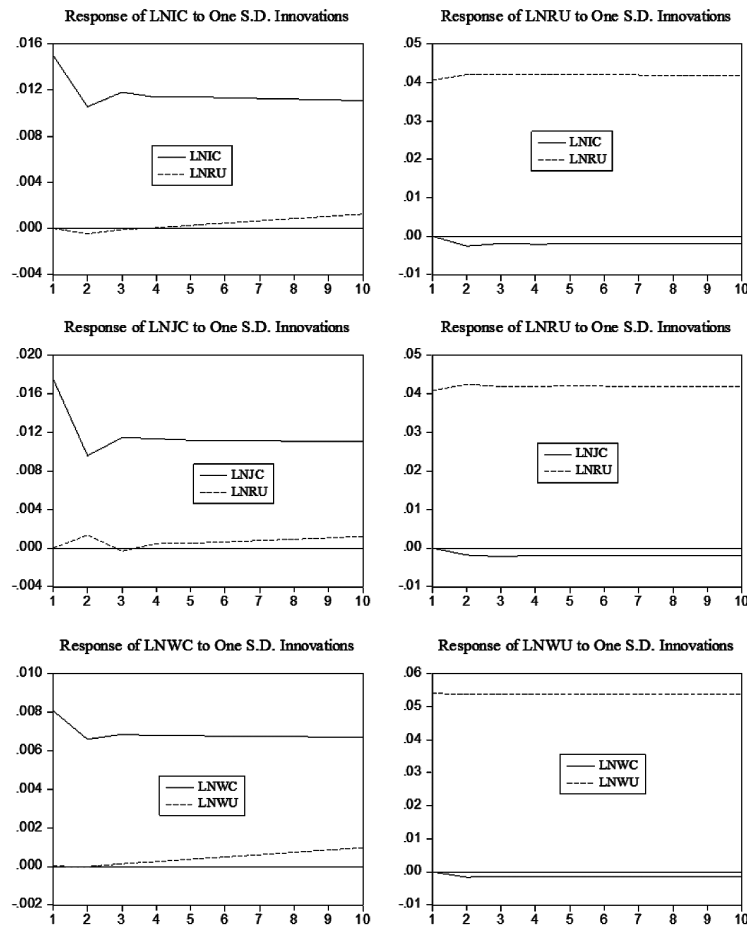 Response of LNIC to One S.D. Innovations
.016
.012
.008
.004
.000
-.004
LNIC
LNRU
1 2 3 4 5 6 7 8 9 10
Response of LNRU to One S.D. Innovations
.05
.04
.03
.02
.01
.00
-.01
LNIC
LNRU
1 2 3 4 5 6 7 8 9 10
Response of LNJC to One S.D. Innovations
.020
.016
.012
.008
.004
.000
-.004
LNJC
LNRU
1 2 3 4 5 6 7 8 9 10
Response of LNRU to One S.D. Innovations
.05
.04
.03
.02
.01
.00
-.01
LNJC
LNRU
1 2 3 4 5 6 7 8 9 10
Response of LNWC to One S.D. Innovations
.010
.008
.006
.004
.002
.000
-.002
LNWC
LNWU
1 2 3 4 5 6 7 8 9 10
Response of LNWU to One S.D. Innovations
.06
.05
.04
.03
.02
.01
.00
-.01
LNWC
LNWU
1 2 3 4 5 6 7 8 9 10